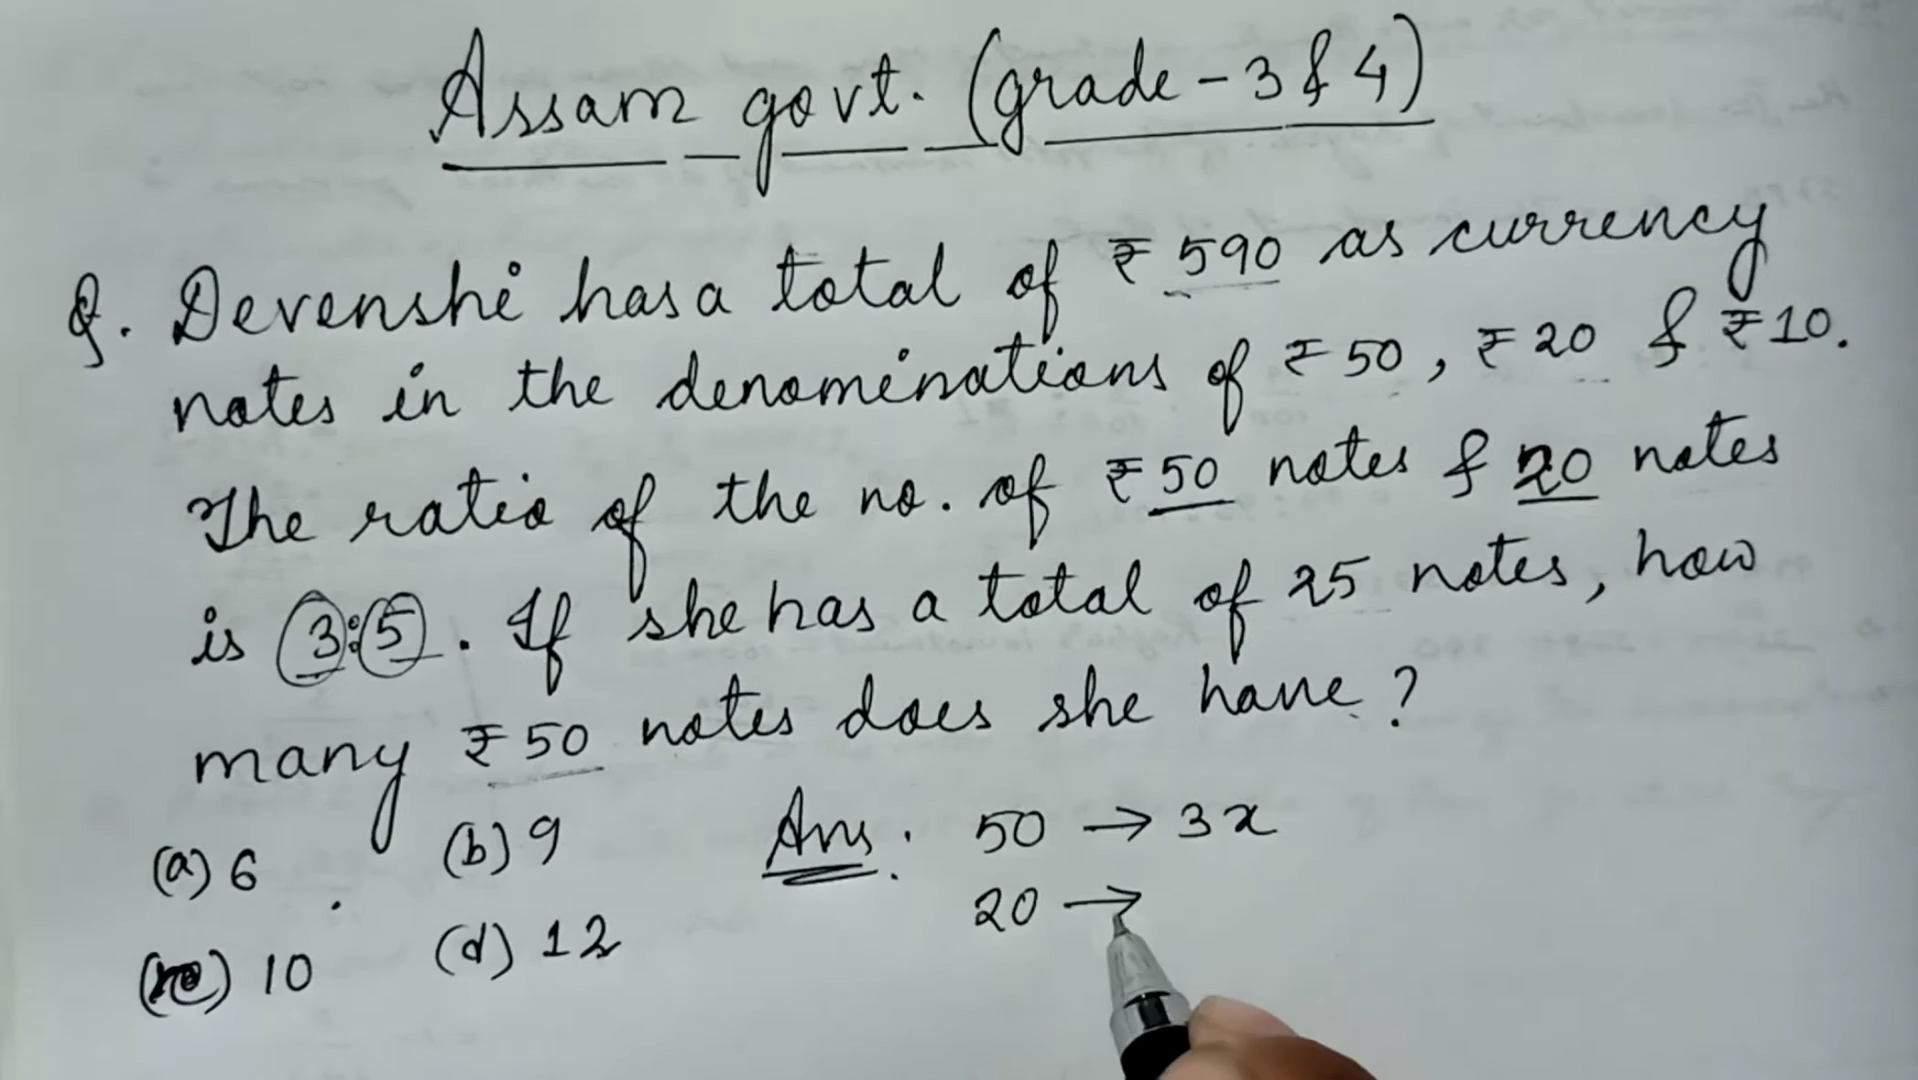 Assam govt. (grade - 3 & 4)
Q. Devenshi has a total of ₹ 590 as currency
notes in the denominations of ₹ 50, ₹ 20 & ₹ 10.
The ratio of the no. of ₹ 50 notes & 20 notes
is 3:5. If she has a total of 25 notes, how
many ₹ 50 notes does she have?
(a) 6 (b) 9
(c) 10 (d) 12
Ans: 50 → 3x
20 →